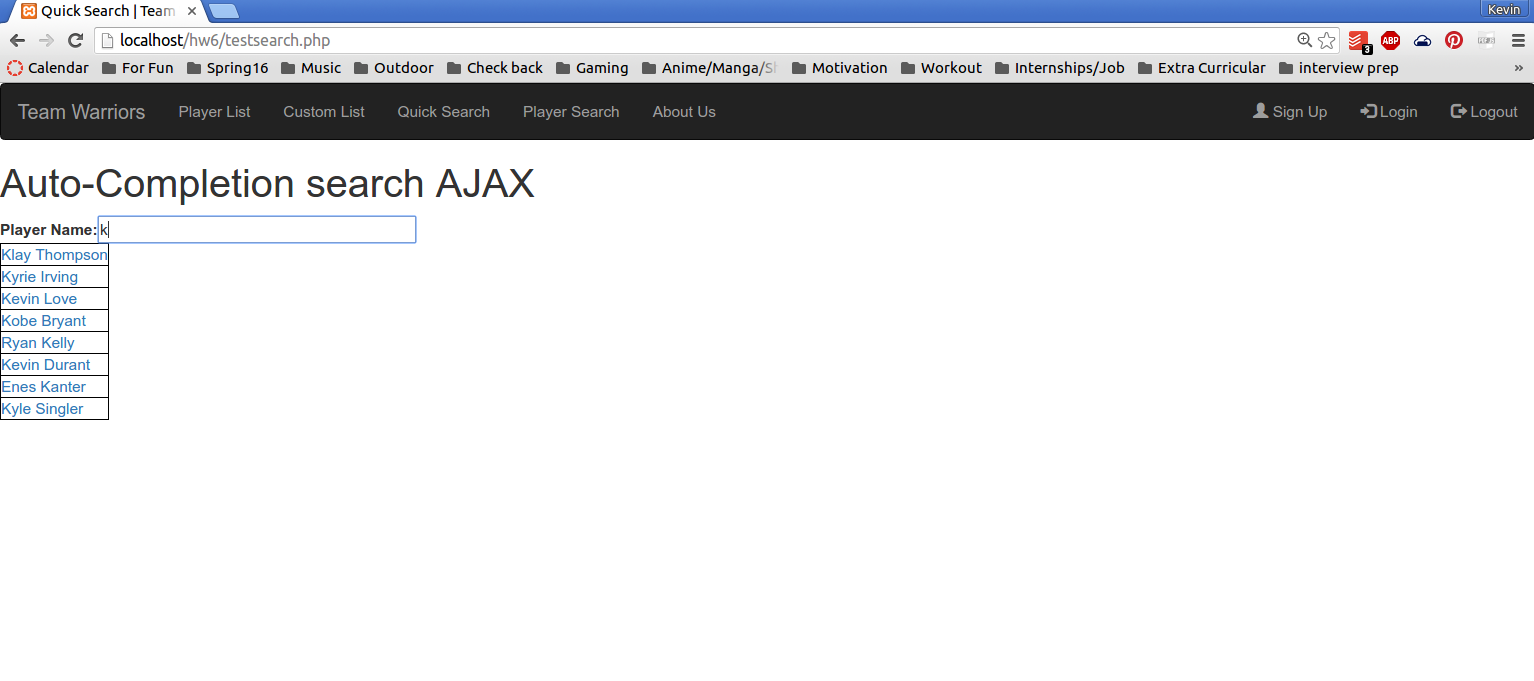 Quick Search | Team
Kevin
localhost/hw6/testsearch.php
3
ABP
Calendar For Fun Spring16 Music Outdoor Check back Gaming Anime/Manga/S Motivation Workout Internships/Job Extra Curricular interview prep »
Team Warriors Player List Custom List Quick Search Player Search About Us Sign Up Login Logout
Auto-Completion search AJAX
Player Name: k
Klay Thompson
Kyrie Irving
Kevin Love
Kobe Bryant
Ryan Kelly
Kevin Durant
Enes Kanter
Kyle Singler